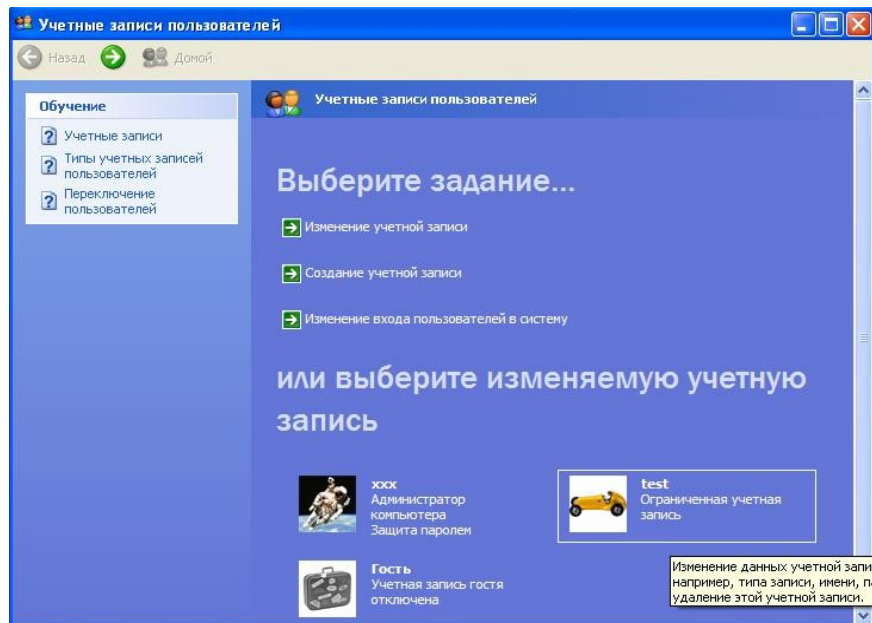 Учетные записи пользователей
Назад
Домой
Обучение
Учетные записи
Типы учетных записей
пользователей
Переключение
пользователей
Учетные записи пользователей
Выберите задание...
Изменение учетной записи
Создание учетной записи
Изменение входа пользователей в систему
или выберите изменяемую учетную
запись
xxx
Администратор
компьютера
Защита паролем
test
Ограниченная учетная
запись
Гость
Учетная запись гостя
отключена
Изменение данных учетной запи
например, типа записи, имени, п
удаление этой учетной записи.